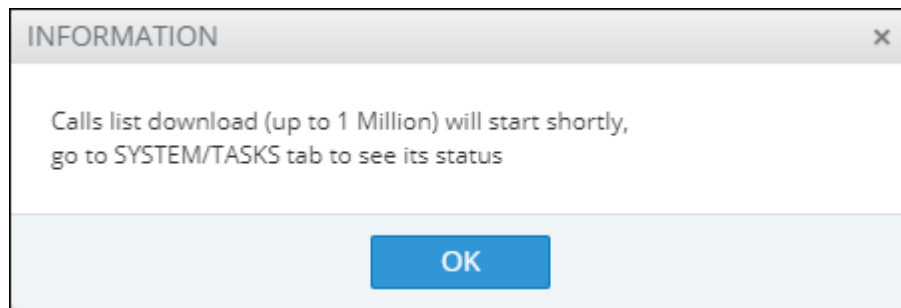 INFORMATION ×
Calls list download (up to 1 Million) will start shortly,
go to SYSTEM/TASKS tab to see its status
OK